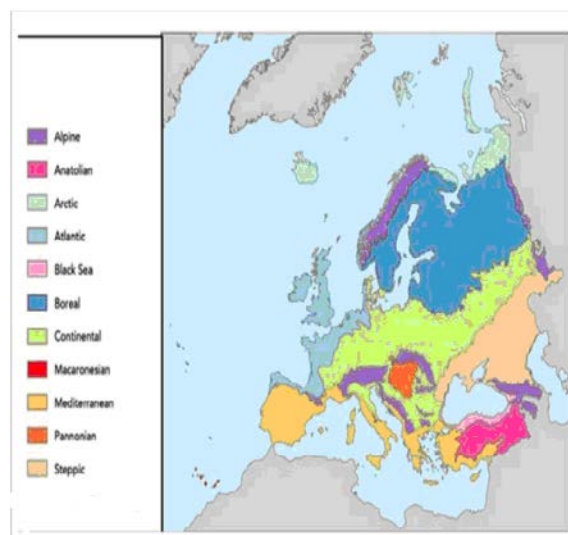 Alpine
Anatolian
Arctic
Atlantic
Black Sea
Boreal
Continental
Macaronesian
Mediterranean
Pannonian
Steppic